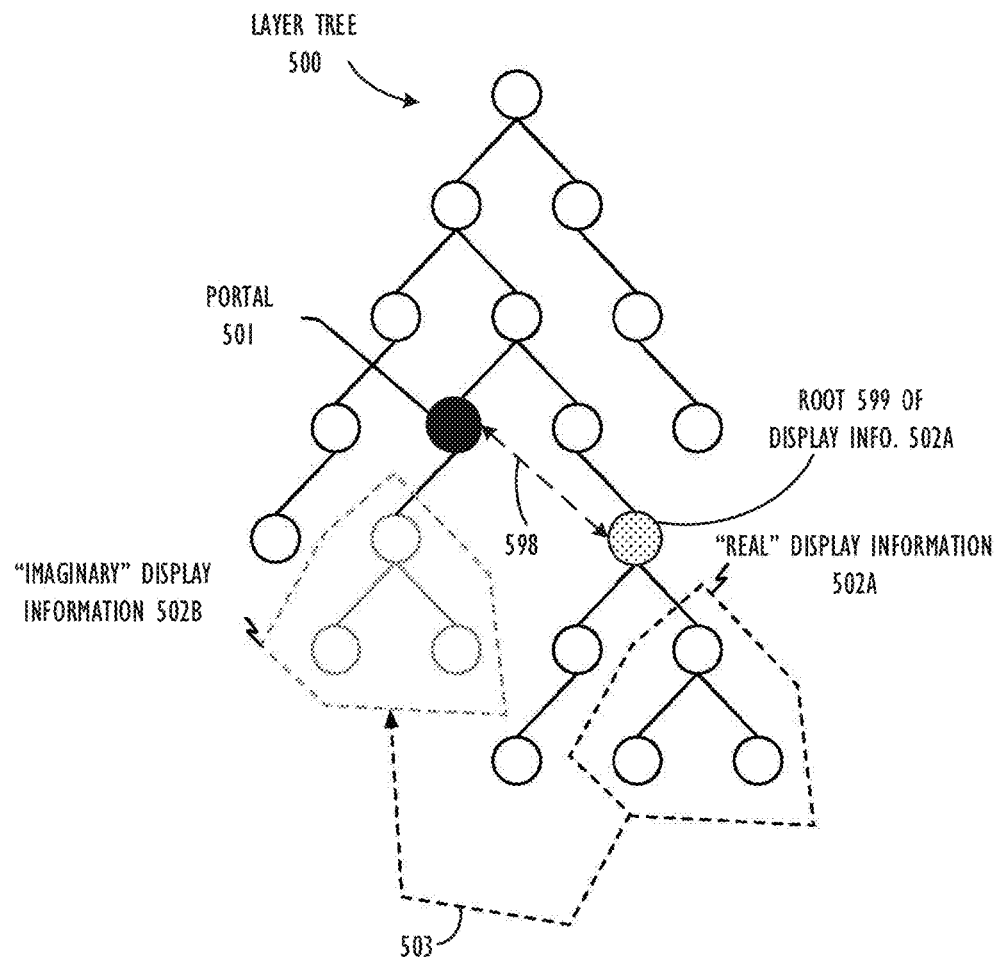 LAYER TREE
500
PORTAL
501
ROOT 599 OF
DISPLAY INFO. 502A
598
"REAL" DISPLAY INFORMATION
502A
"IMAGINARY" DISPLAY
INFORMATION 502B
503